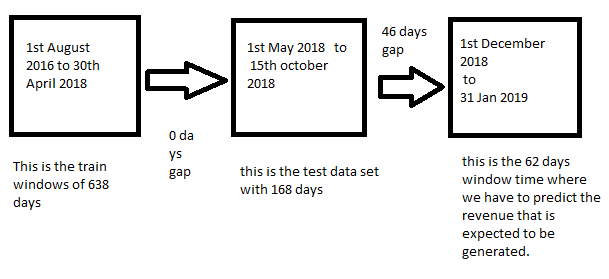 1st August
2016 to 30th
April 2018
0 da
ys
gap
1st May 2018  to
15th october
2018
46 days
gap
1st December
2018
to
31 Jan 2019
This is the train
windows of 638
days
this is the test data set
with 168 days
this is the 62 days
window time where
we have to predict the
revenue that is
expected to be
generated.